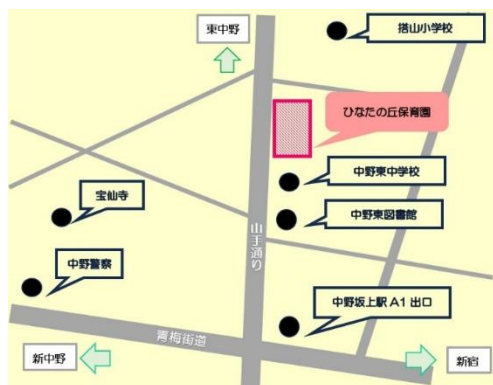 東中野
搭山小学校
ひなたの丘保育園
中野東中学校
宝仙寺
中野東図書館
山手通り
中野警察
中野坂上駅A1出口
青梅街道
新中野
新宿